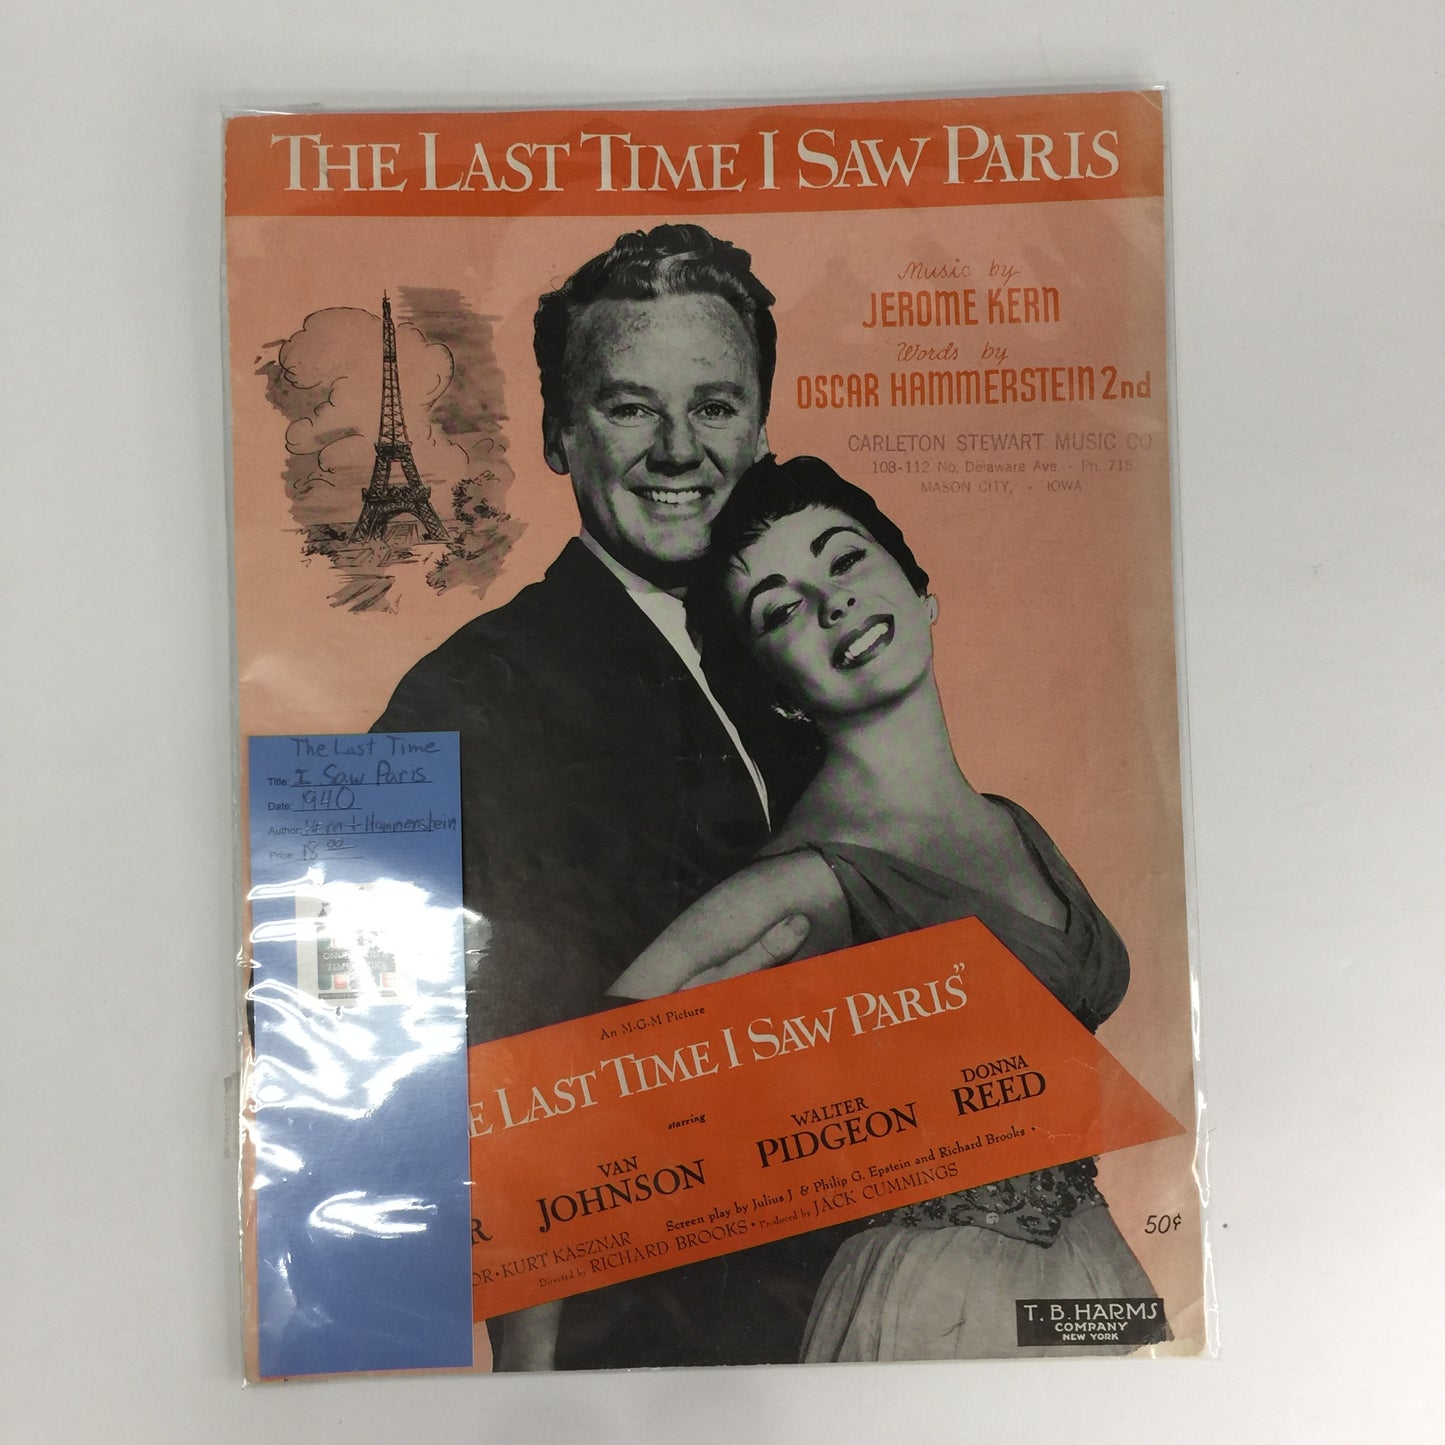 THE LAST TIME I SAW PARIS
Music by
JEROME KERN
Words by
OSCAR HAMMERSTEIN 2nd
CARLETON STEWART MUSIC CO.
108-112 No. Delaware Ave. - Ph. 715
MASON CITY, - IOWA
The Last Time
Title: I Saw Paris
Date: 1940
Author: Kern + Hammerstein
Price: 18 00
An M-G-M Picture
E LAST TIME I SAW PARIS"
starring
VAN
JOHNSON
WALTER
PIDGEON
DONNA
REED
R
Screen play by Julius J & Philip G. Epstein and Richard Brooks •
OR • KURT KASZNAR
Directed by RICHARD BROOKS • Produced by JACK CUMMINGS
50¢
T. B. HARMS
COMPANY
NEW YORK